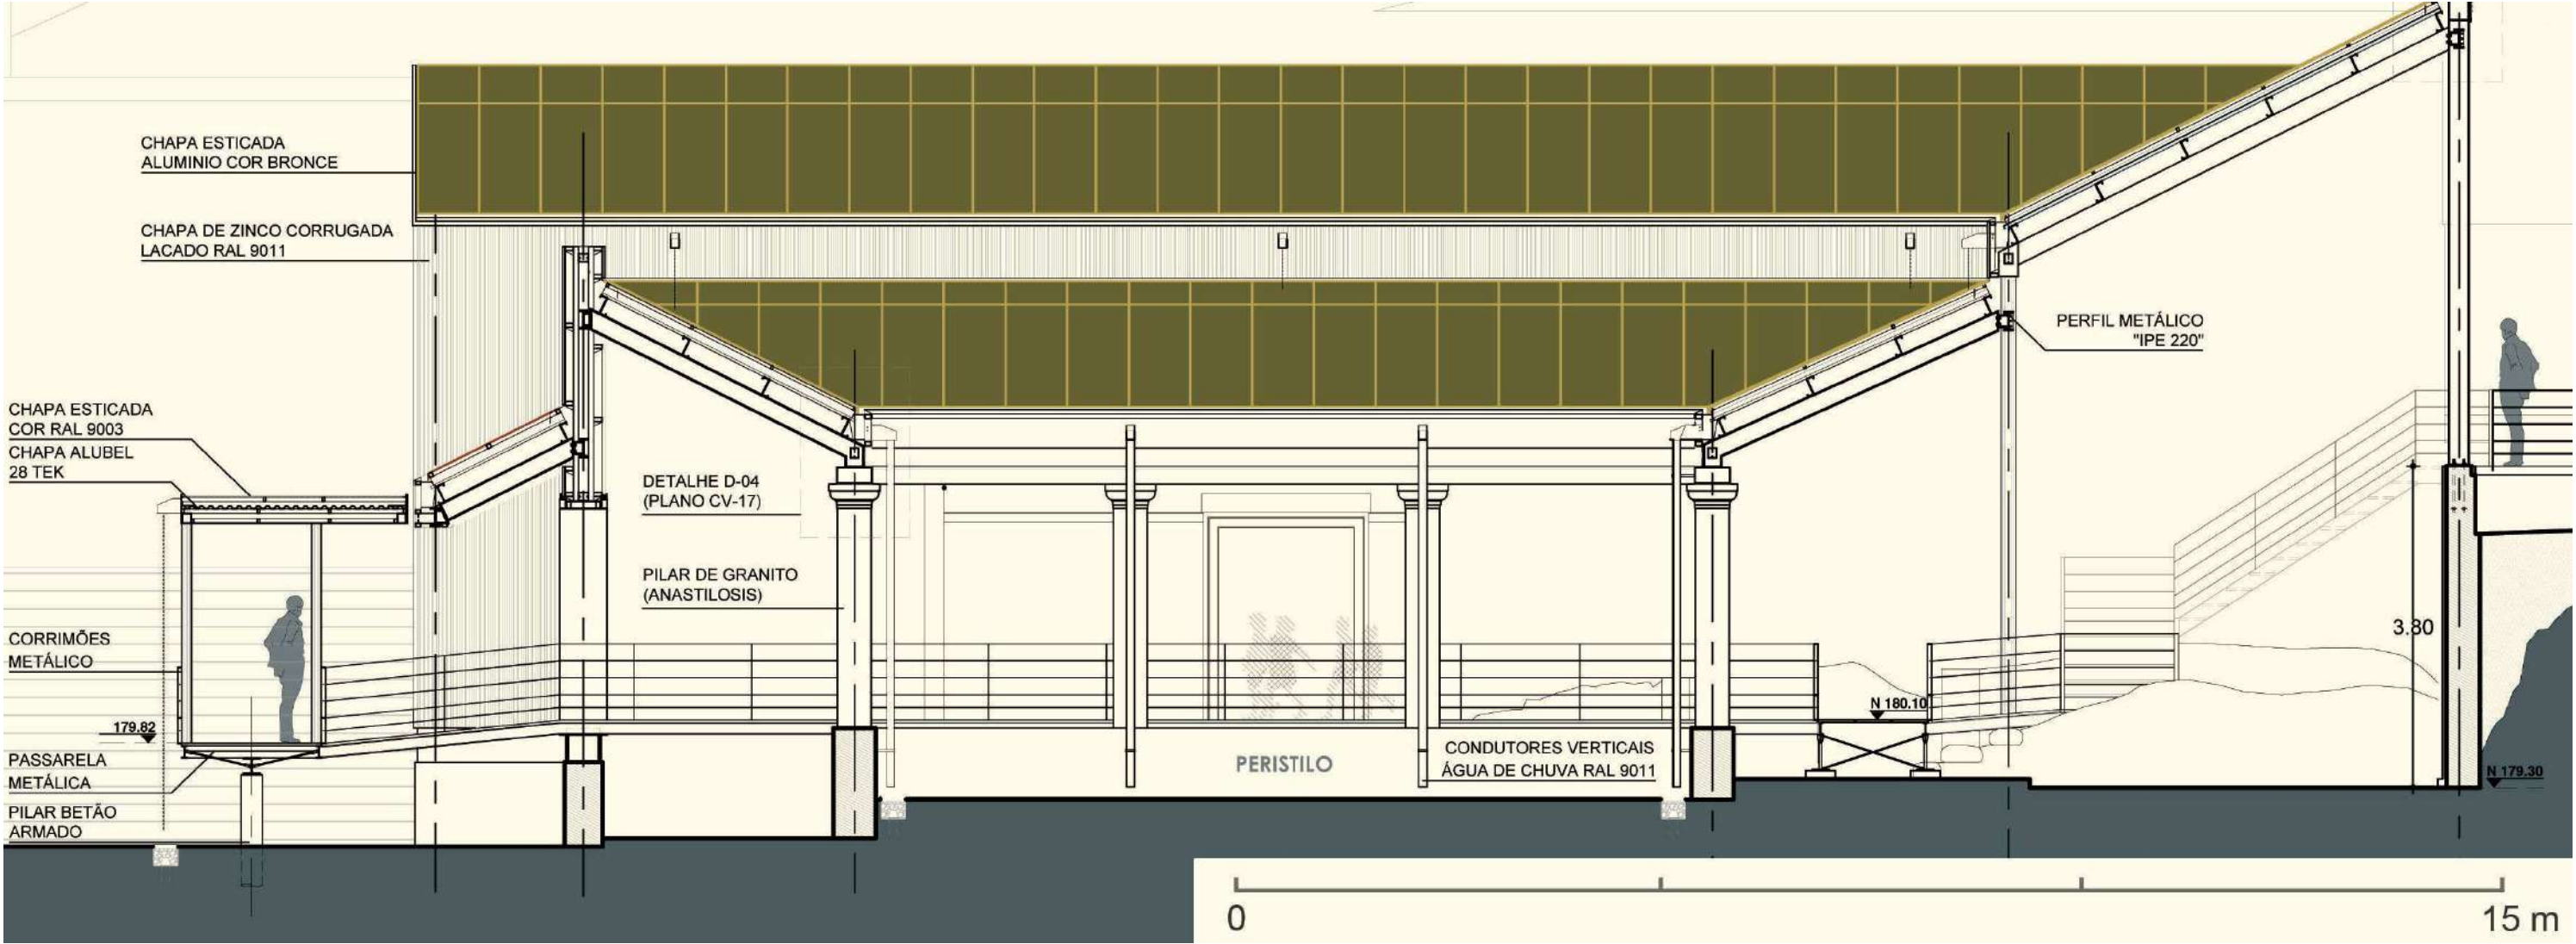 CHAPA ESTICADA
ALUMINIO COR BRONCE
CHAPA DE ZINCO CORRUGADA
LACADO RAL 9011
PERFIL METÁLICO
"IPE 220"
CHAPA ESTICADA
COR RAL 9003
CHAPA ALUBEL
28 TEK
DETALHE D-04
(PLANO CV-17)
PILAR DE GRANITO
(ANASTILOSIS)
CORRIMÕES
METÁLICO
3.80
N 180.10
179.82
PASSARELA
METÁLICA
PERISTILO
CONDUTORES VERTICAIS
ÁGUA DE CHUVA RAL 9011
N 179.30
PILAR BETÃO
ARMADO
0
15 m